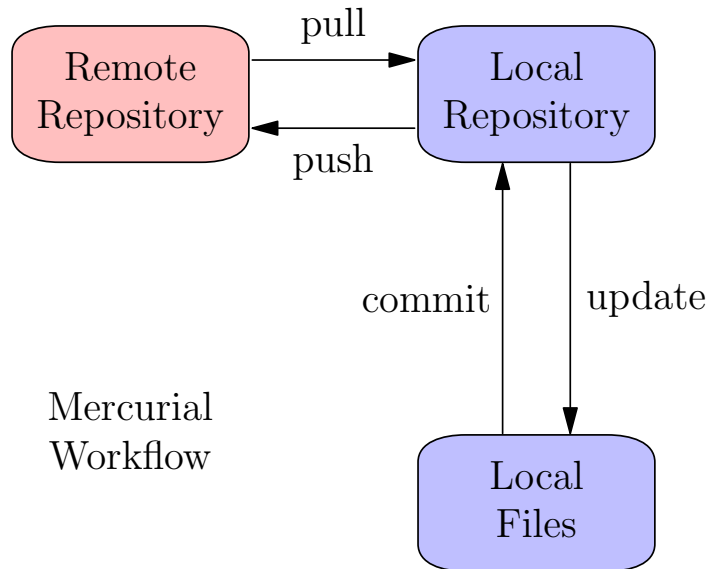 pull
Remote
Repository
Local
Repository
push
commit
update
Mercurial
Workflow
Local
Files